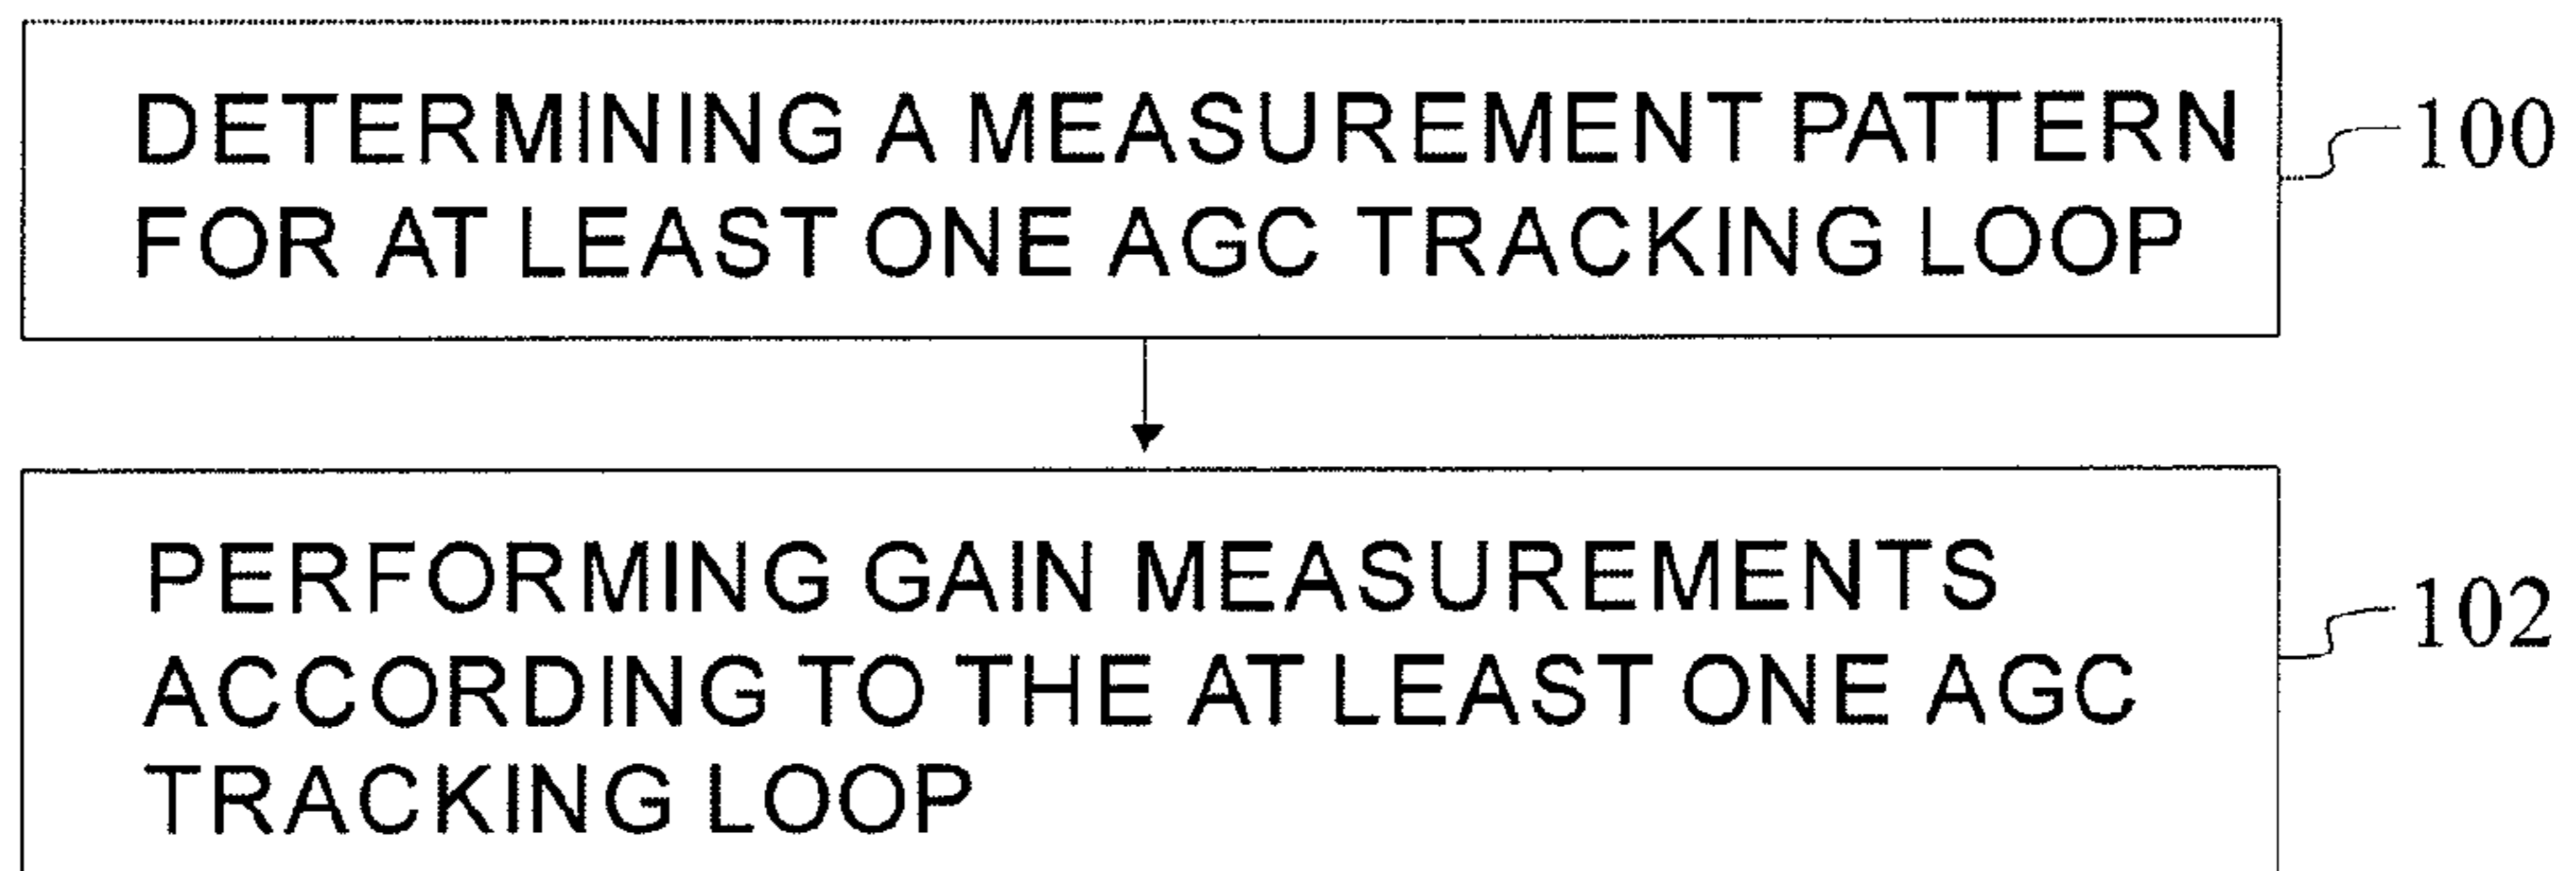 DETERMINING A MEASUREMENT PATTERN
FOR AT LEAST ONE AGC TRACKING LOOP
100
PERFORMING GAIN MEASUREMENTS
ACCORDING TO THE AT LEAST ONE AGC
TRACKING LOOP
102